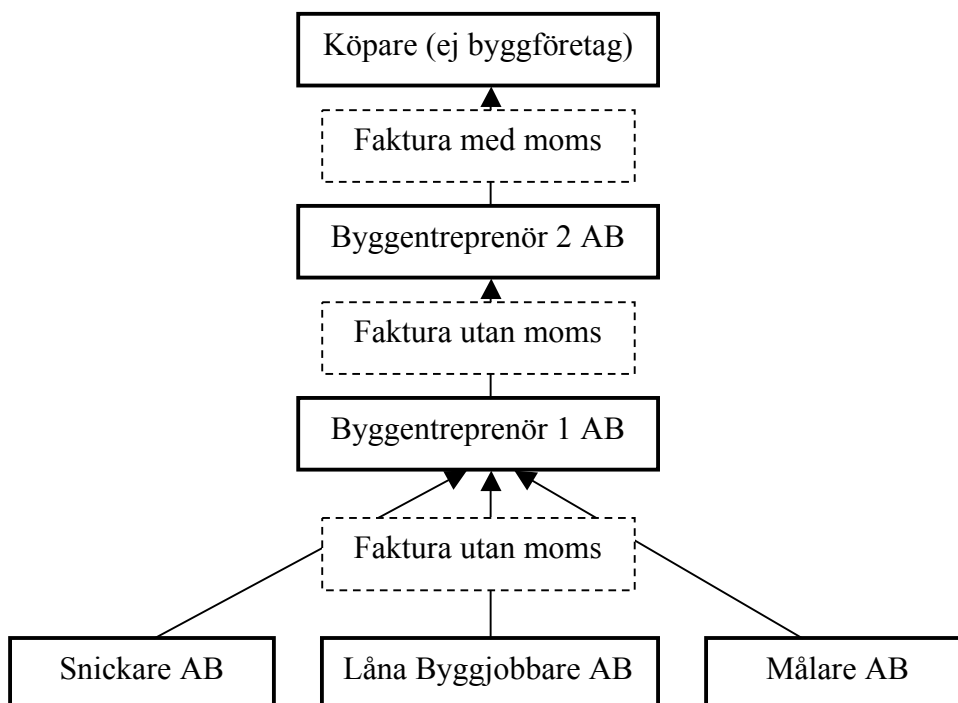 Köpare (ej byggföretag)
Faktura med moms
Byggentreprenör 2 AB
Faktura utan moms
Byggentreprenör 1 AB
Faktura utan moms
Snickare AB
Låna Byggjobbare AB
Målare AB